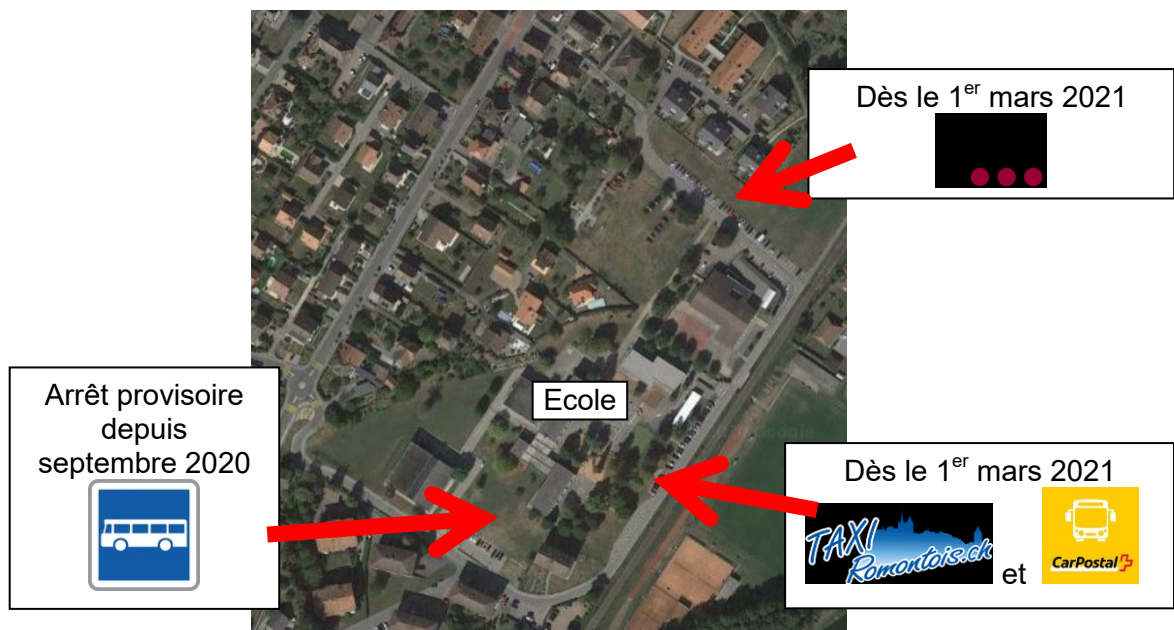 Dès le 1er mars 2021
Arrêt provisoire
depuis
septembre 2020
Ecole
Google
Dès le 1er mars 2021
TAXI
Romontois.ch
et
CarPostal